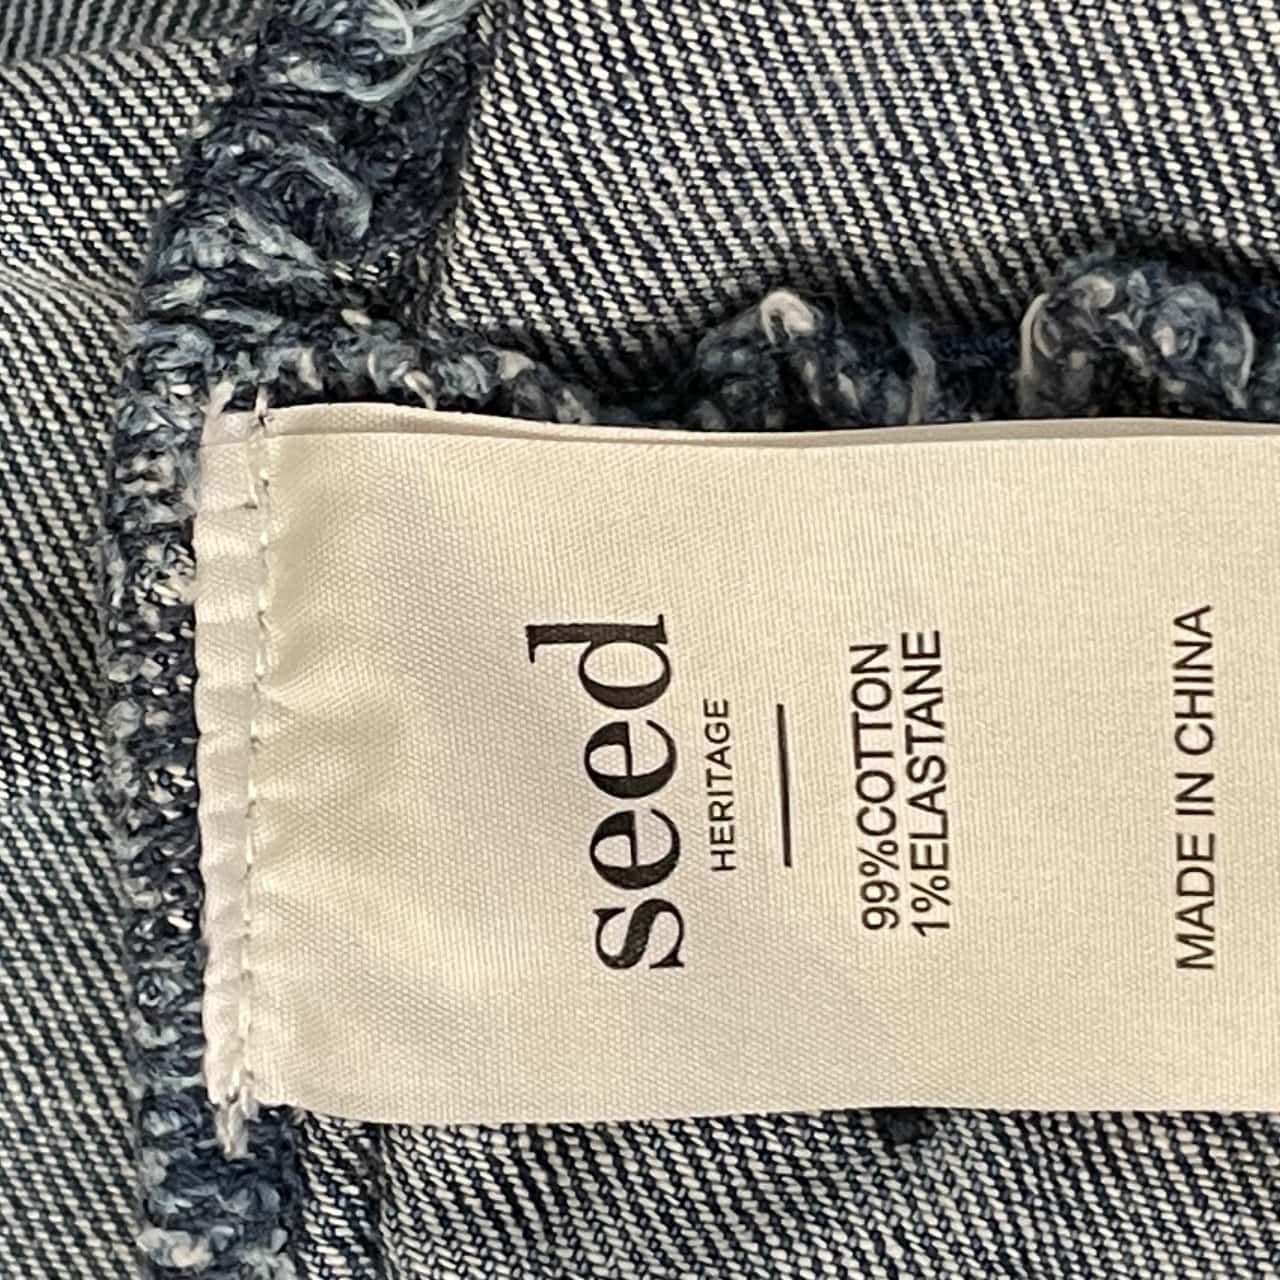 seed
HERITAGE
99%COTTON
1%ELASTANE
MADE IN CHINA